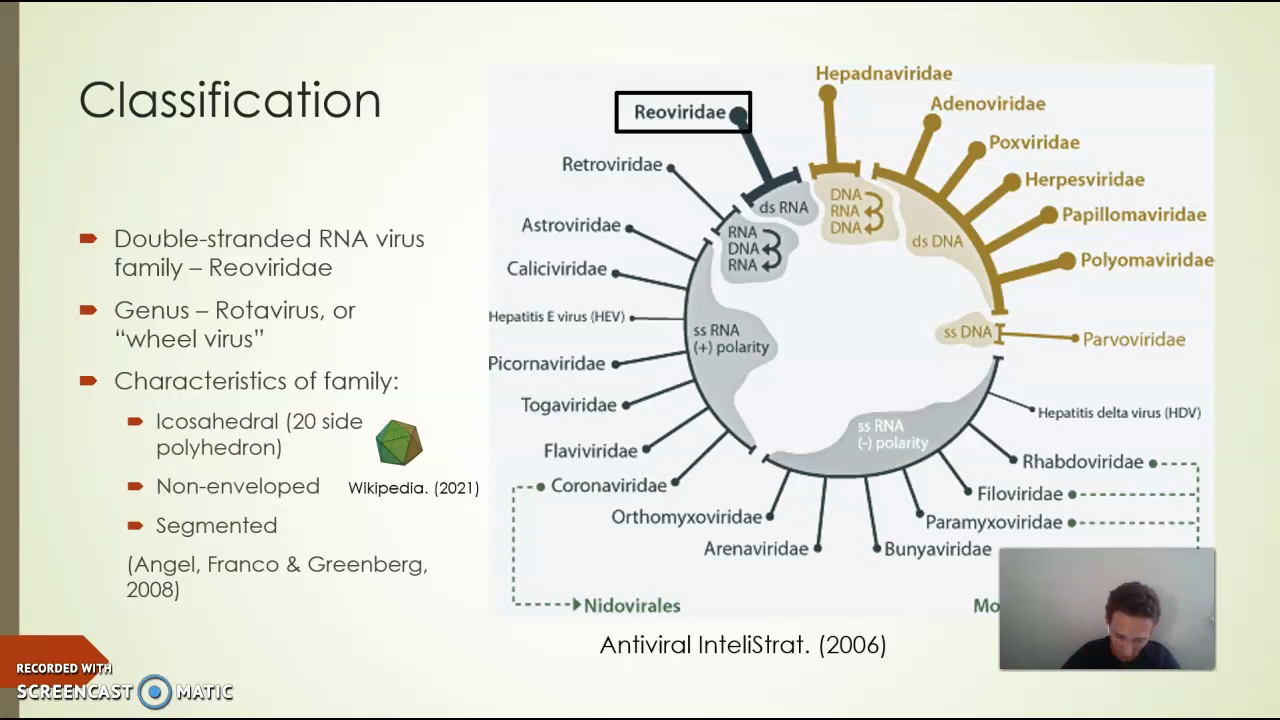 Classification
Double-stranded RNA virus
family – Reoviridae
Genus – Rotavirus, or
“wheel virus”
Characteristics of family:
Icosahedral (20 side
polyhedron)
Non-enveloped
Wikipedia. (2021)
Segmented
(Angel, Franco & Greenberg,
2008)
Reoviridae
Hepadnaviridae
Adenoviridae
Poxviridae
Herpesviridae
Papillomaviridae
Polyomaviridae
Parvoviridae
Hepatitis delta virus (HDV)
Rhabdoviridae
Filoviridae
Paramyxoviridae
Bunyaviridae
Arenaviridae
Orthomyxoviridae
Coronaviridae
Flaviviridae
Togaviridae
Picornaviridae
Hepatitis E virus (HEV)
Caliciviridae
Astroviridae
Retroviridae
ds RNA
DNA
RNA
DNA
ds DNA
RNA
DNA
RNA
ss RNA
(+) polarity
ss DNA
ss RNA
(-) polarity
Nidovirales
Mo
Antiviral InteliStrat. (2006)
RECORDED WITH
SCREENCAST MATIC